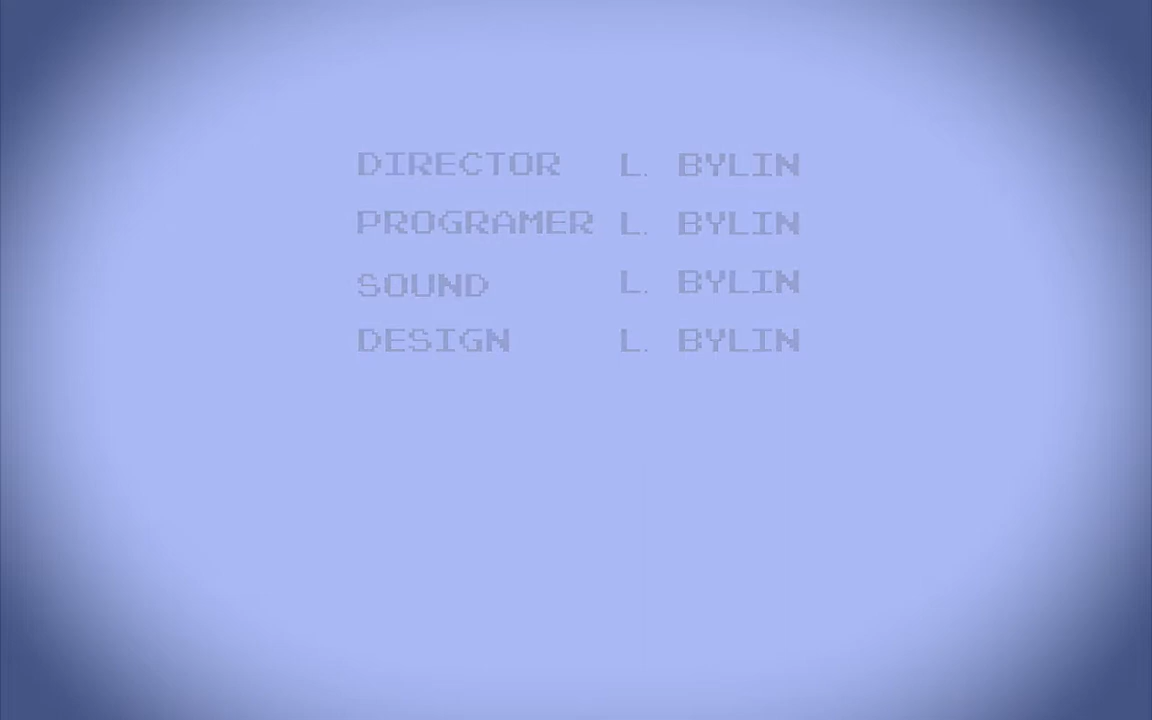 DIRECTOR L. BYLIN
PROGRAMER L. BYLIN
SOUND L. BYLIN
DESIGN L. BYLIN